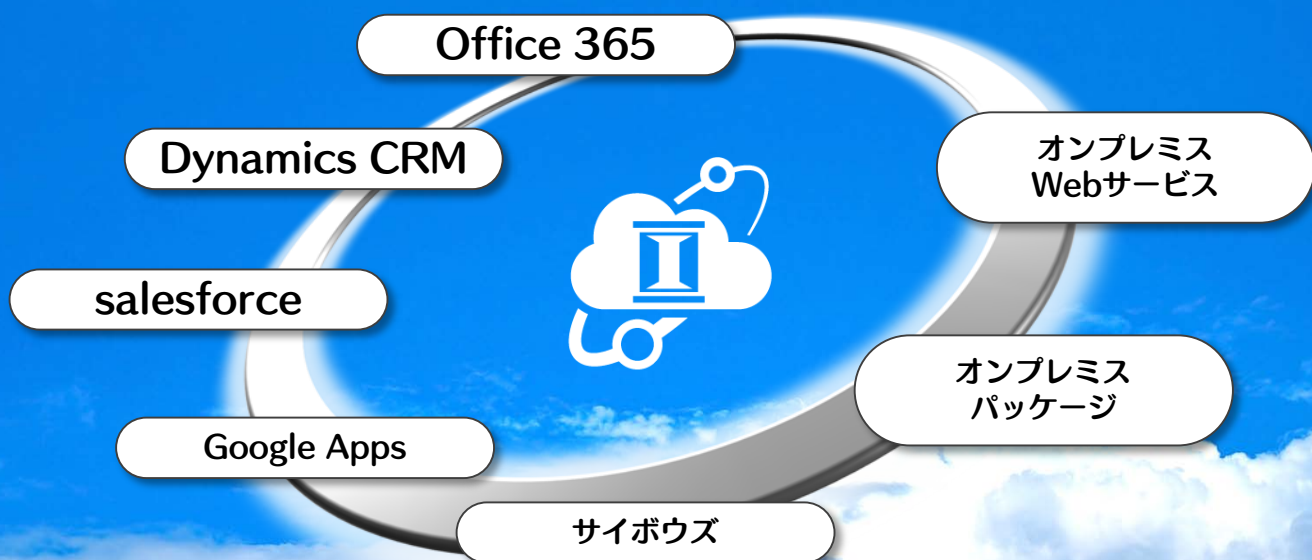 Office 365
Dynamics CRM
オンプレミス
Webサービス
salesforce
オンプレミス
パッケージ
Google Apps
サイボウズ